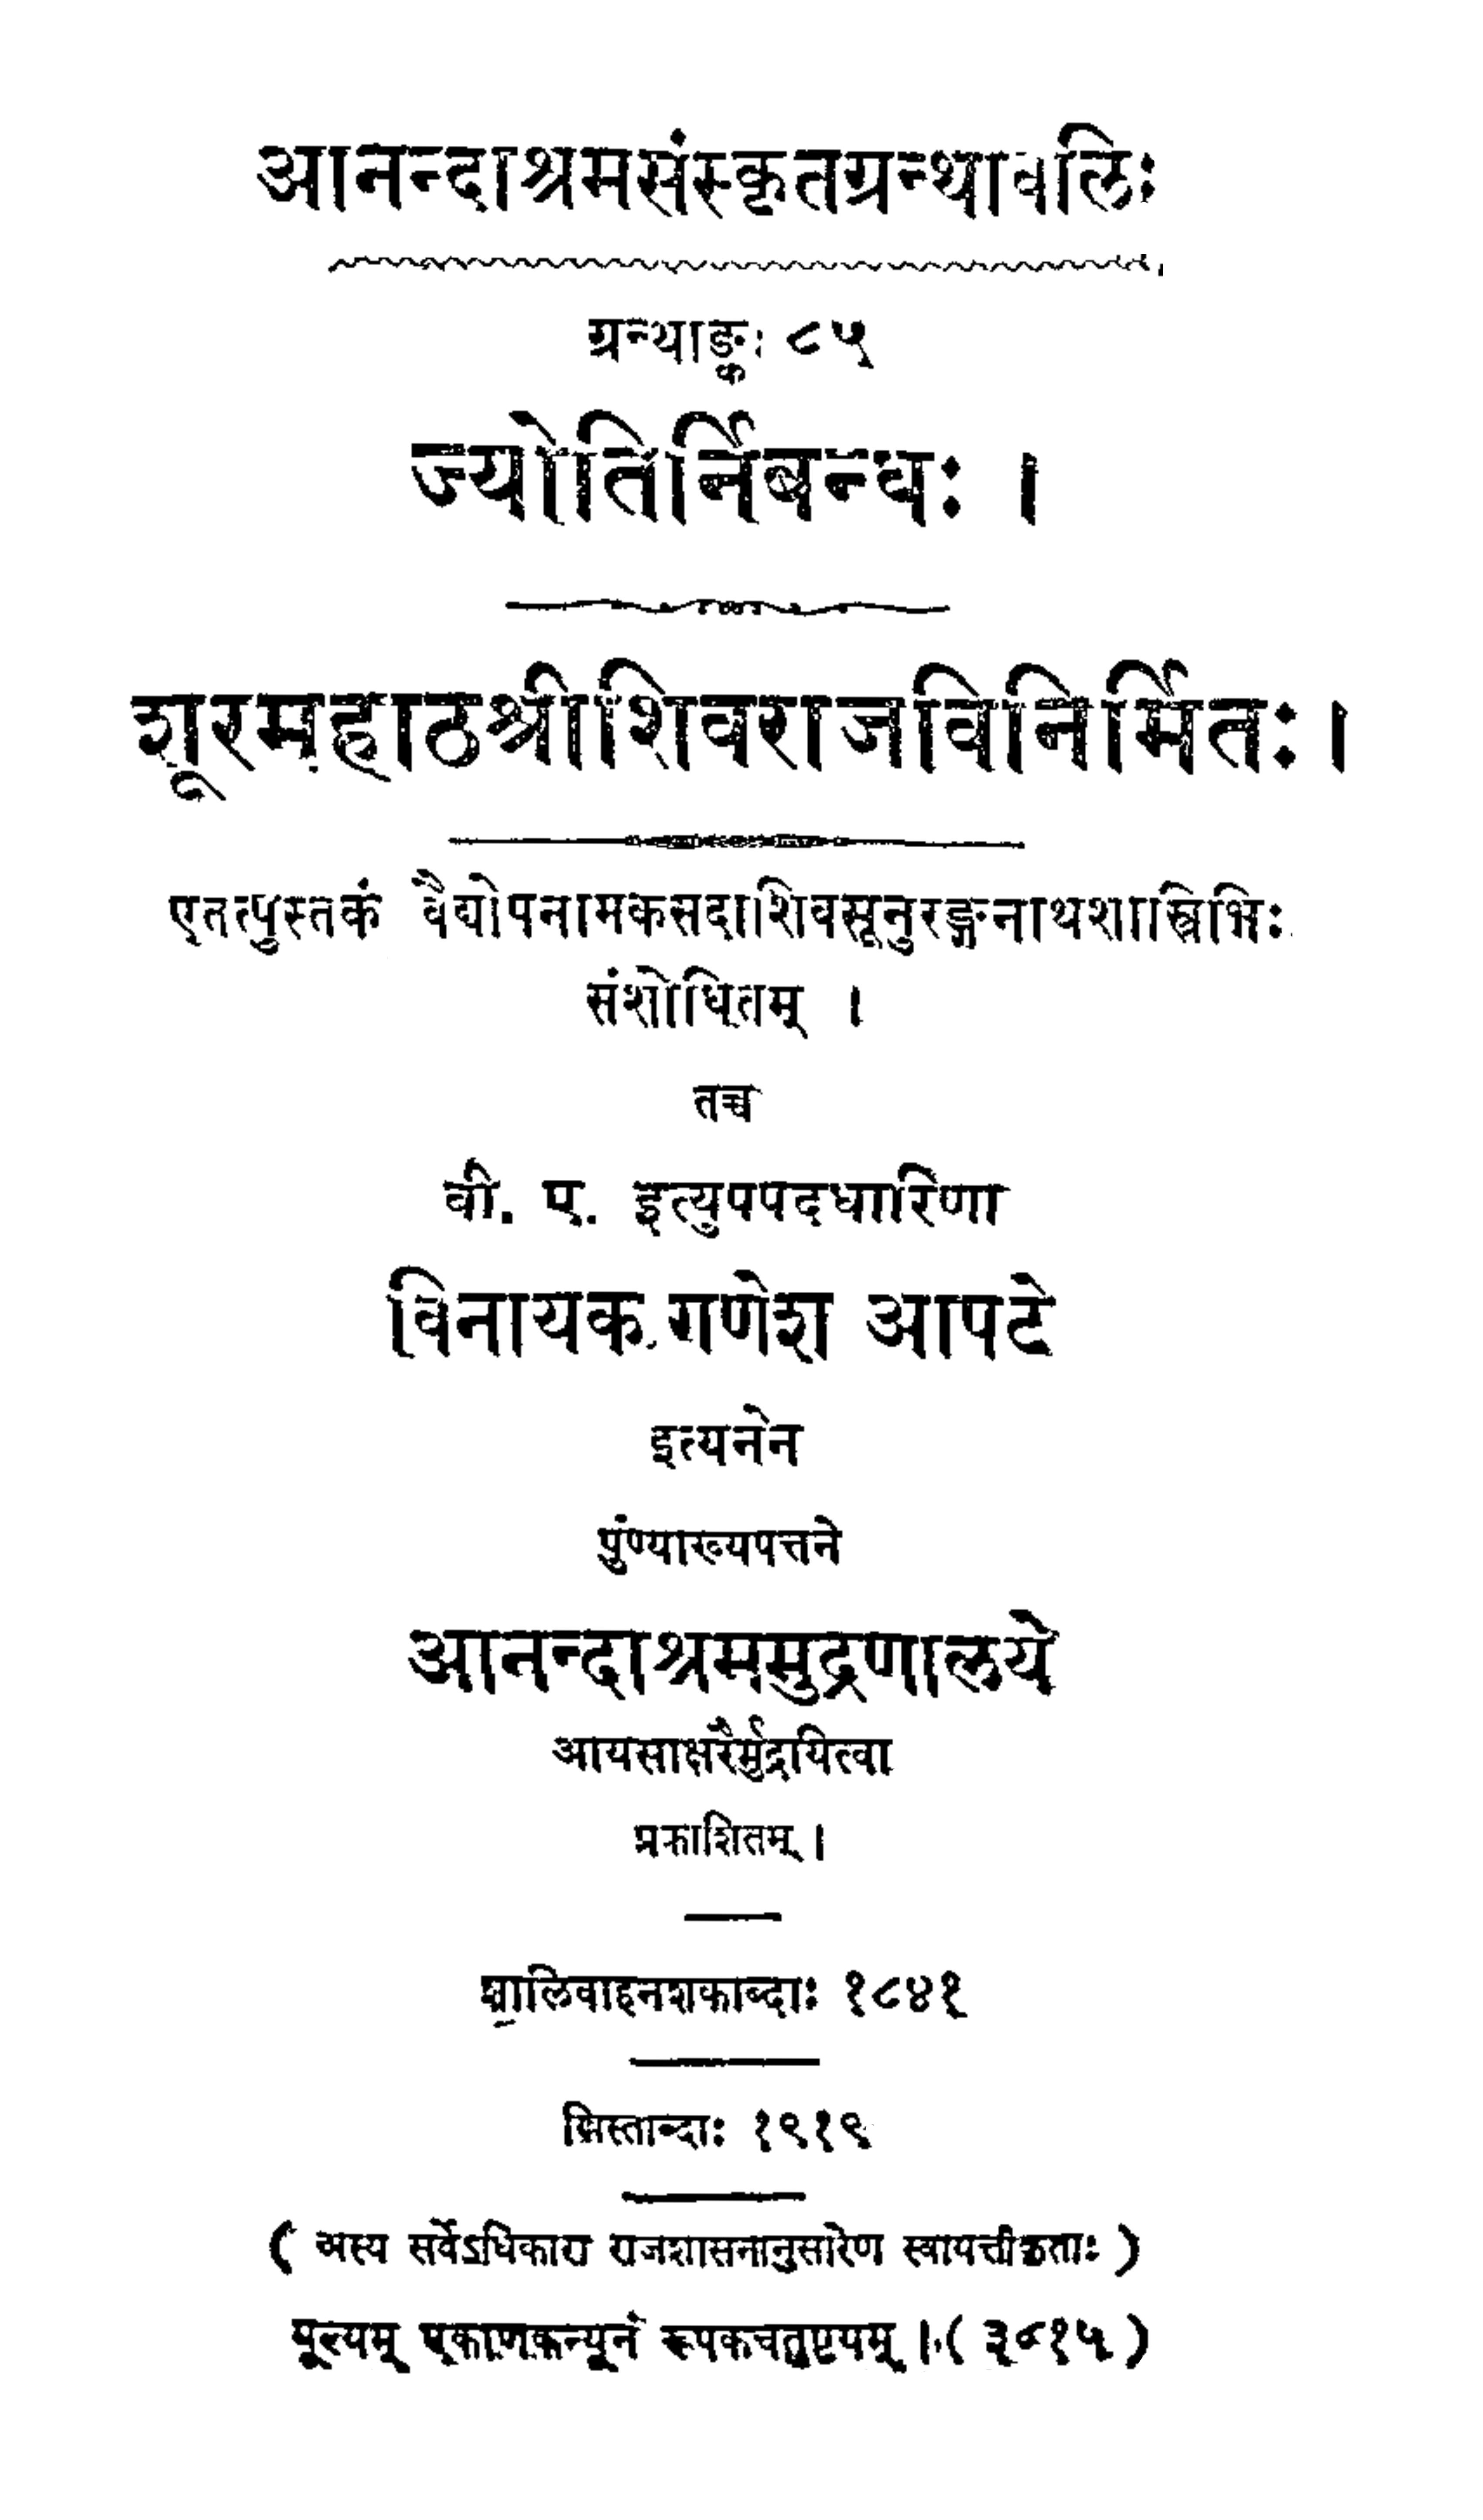 आनन्दाश्रमसंस्कृतग्रन्थावलिः
ग्रन्थाङ्कः ८५
ज्योतिर्निबन्धः ।
शूरमहाठश्रीशिवराजविनिर्मितः ।
एतत्पुस्तकं वैद्योपनामकसदाशिवसूनुरङ्गनाथशास्त्रिभिः
संशोधितम् ।
तच्च
बी. ए. इत्युपपदधारिणा
विनायक गणेश आपटे
इत्यनेन
पुण्याख्यपत्तने
आनन्दाश्रममुद्रणालये
आयसाक्षरैर्मुद्रयित्वा
प्रकाशितम् ।
शालिवाहनशकाब्दाः १८४१
ख्रिस्ताब्दाः १९१९
( अस्य सर्वेऽधिकारा राजशासनानुसारेण स्वायत्तीकृताः )
मूल्यम् एकाणकन्यूनं रूपकचतुष्टयम् । ( ३८१५ )